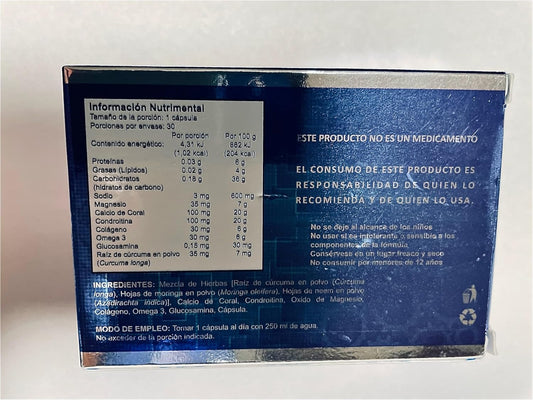 Información Nutrimental
Tamaño de la porción: 1 cápsula
Porciones por envase: 30
Por porción Por 100 g
Contenido energético: 4,31 kJ 882 kJ
(1,02 kcal) (204 kcal)
Proteínas 0.03 g 6 g
Grasas (Lípidos) 0.02 g 4 g
Carbohidratos 0.18 g 36 g
(hidratos de carbono)
Sodio 3 mg 600 mg
Magnesio 35 mg 7 g
Calcio de Coral 100 mg 20 g
Condroitina 100 mg 20 g
Colágeno 30 mg 6 g
Omega 3 30 mg 6 g
Glucosamina 0,15 mg 30 mg
Raíz de cúrcuma en polvo 35 mg 7 mg
(Curcuma longa)
INGREDIENTES: Mezcla de Hierbas [Raíz de cúrcuma en polvo (Curcuma
longa), Hojas de moringa en polvo (Moringa oleifera), Hojas de neem en polvo
(Azadirachta indica)], Calcio de Coral, Condroitina, Óxido de Magnesio,
Colágeno, Omega 3, Glucosamina, Cápsula.
MODO DE EMPLEO: Tomar 1 cápsula al día con 250 ml de agua.
No exceder de la porción indicada.
ESTE PRODUCTO NO ES UN MEDICAMENTO
EL CONSUMO DE ESTE PRODUCTO ES
RESPONSABILIDAD DE QUIEN LO
RECOMIENDA Y DE QUIEN LO USA.
No se deje al alcance de los niños
No usar si es intolerante o sensible a los
componentes de la fórmula
Consérvese en un lugar fresco y seco
No consumir por menores de 12 años